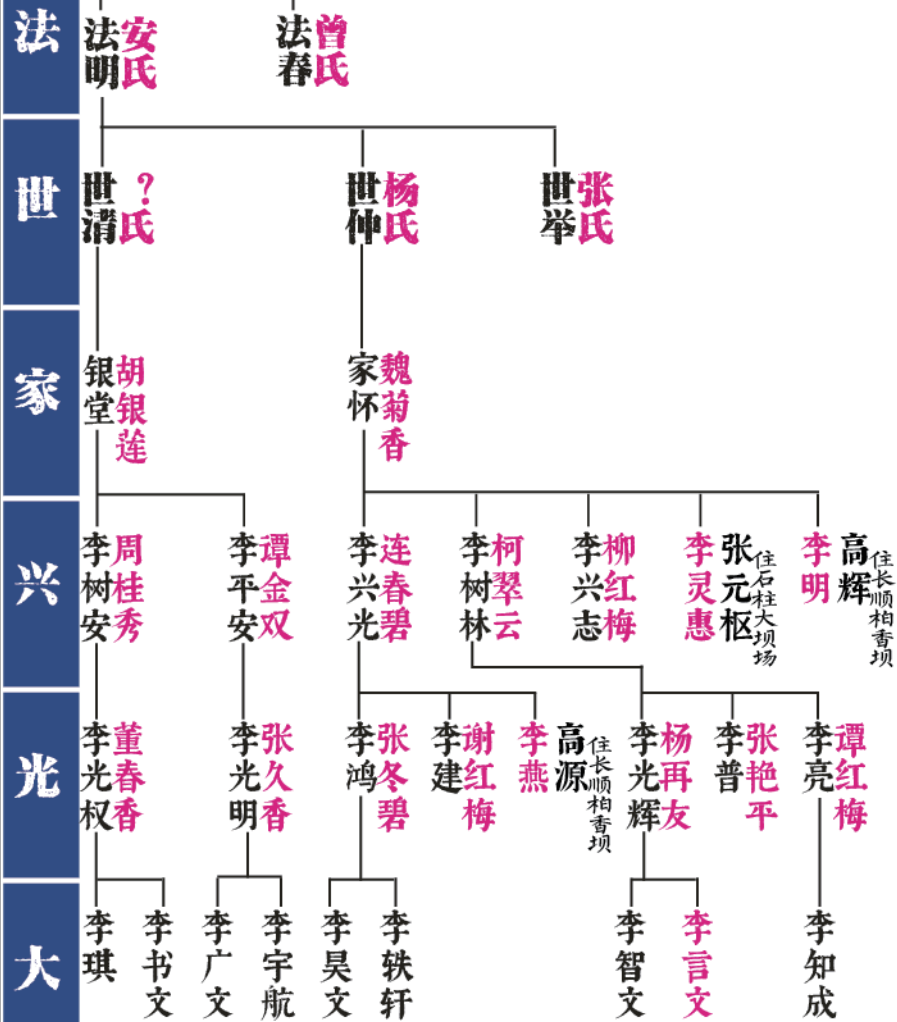 法
法明
安氏
法春
曾氏
世
世清
？氏
世仲
杨氏
世举
张氏
家
银堂
胡银莲
家怀
魏菊香
兴
李树安
周桂秀
李平安
谭金双
李兴光
连春碧
李树林
柯翠云
李兴志
柳红梅
李灵惠
张元枢
住石柱大坝场
李明
高辉
住长顺柏香坝
光
李光权
董春香
李光明
张久香
李鸿
张冬碧
李建
谢红梅
李燕
高源
住长顺柏香坝
李光辉
杨再友
李普
张艳平
李亮
谭红梅
大
李琪
李书文
李广文
李宇航
李昊文
李轶轩
李智文
李言文
李知成